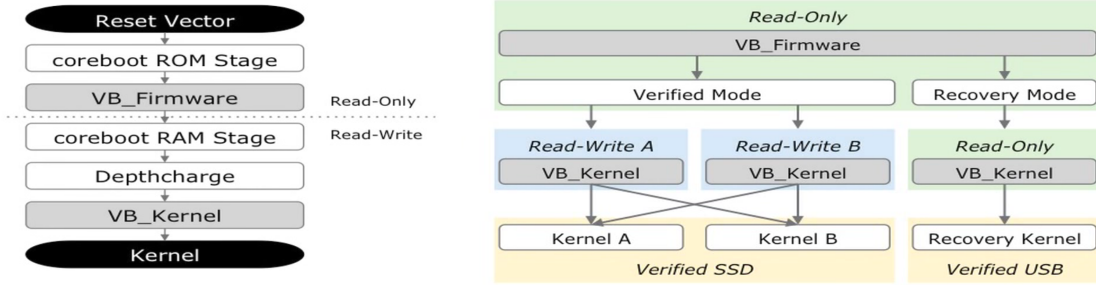 Reset Vector
coreboot ROM Stage
VB_Firmware
Read-Only
Read-Write
coreboot RAM Stage
Depthcharge
VB_Kernel
Kernel
Read-Only
VB_Firmware
Verified Mode
Recovery Mode
Read-Write A
Read-Write B
Read-Only
VB_Kernel
VB_Kernel
VB_Kernel
Kernel A
Kernel B
Recovery Kernel
Verified SSD
Verified USB